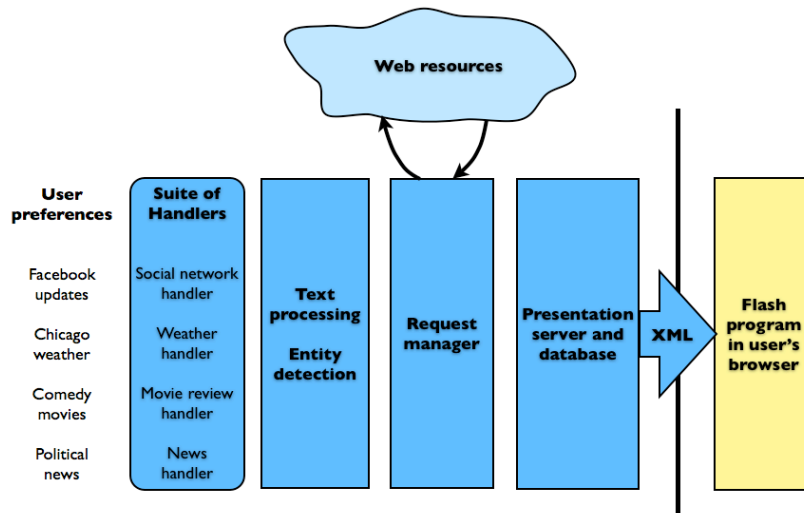 Web resources
User
preferences
Facebook
updates
Chicago
weather
Comedy
movies
Political
news
Suite of
Handlers
Social network
handler
Weather
handler
Movie review
handler
News
handler
Text
processing
Entity
detection
Request
manager
Presentation
server and
database
XML
Flash
program
in user's
browser